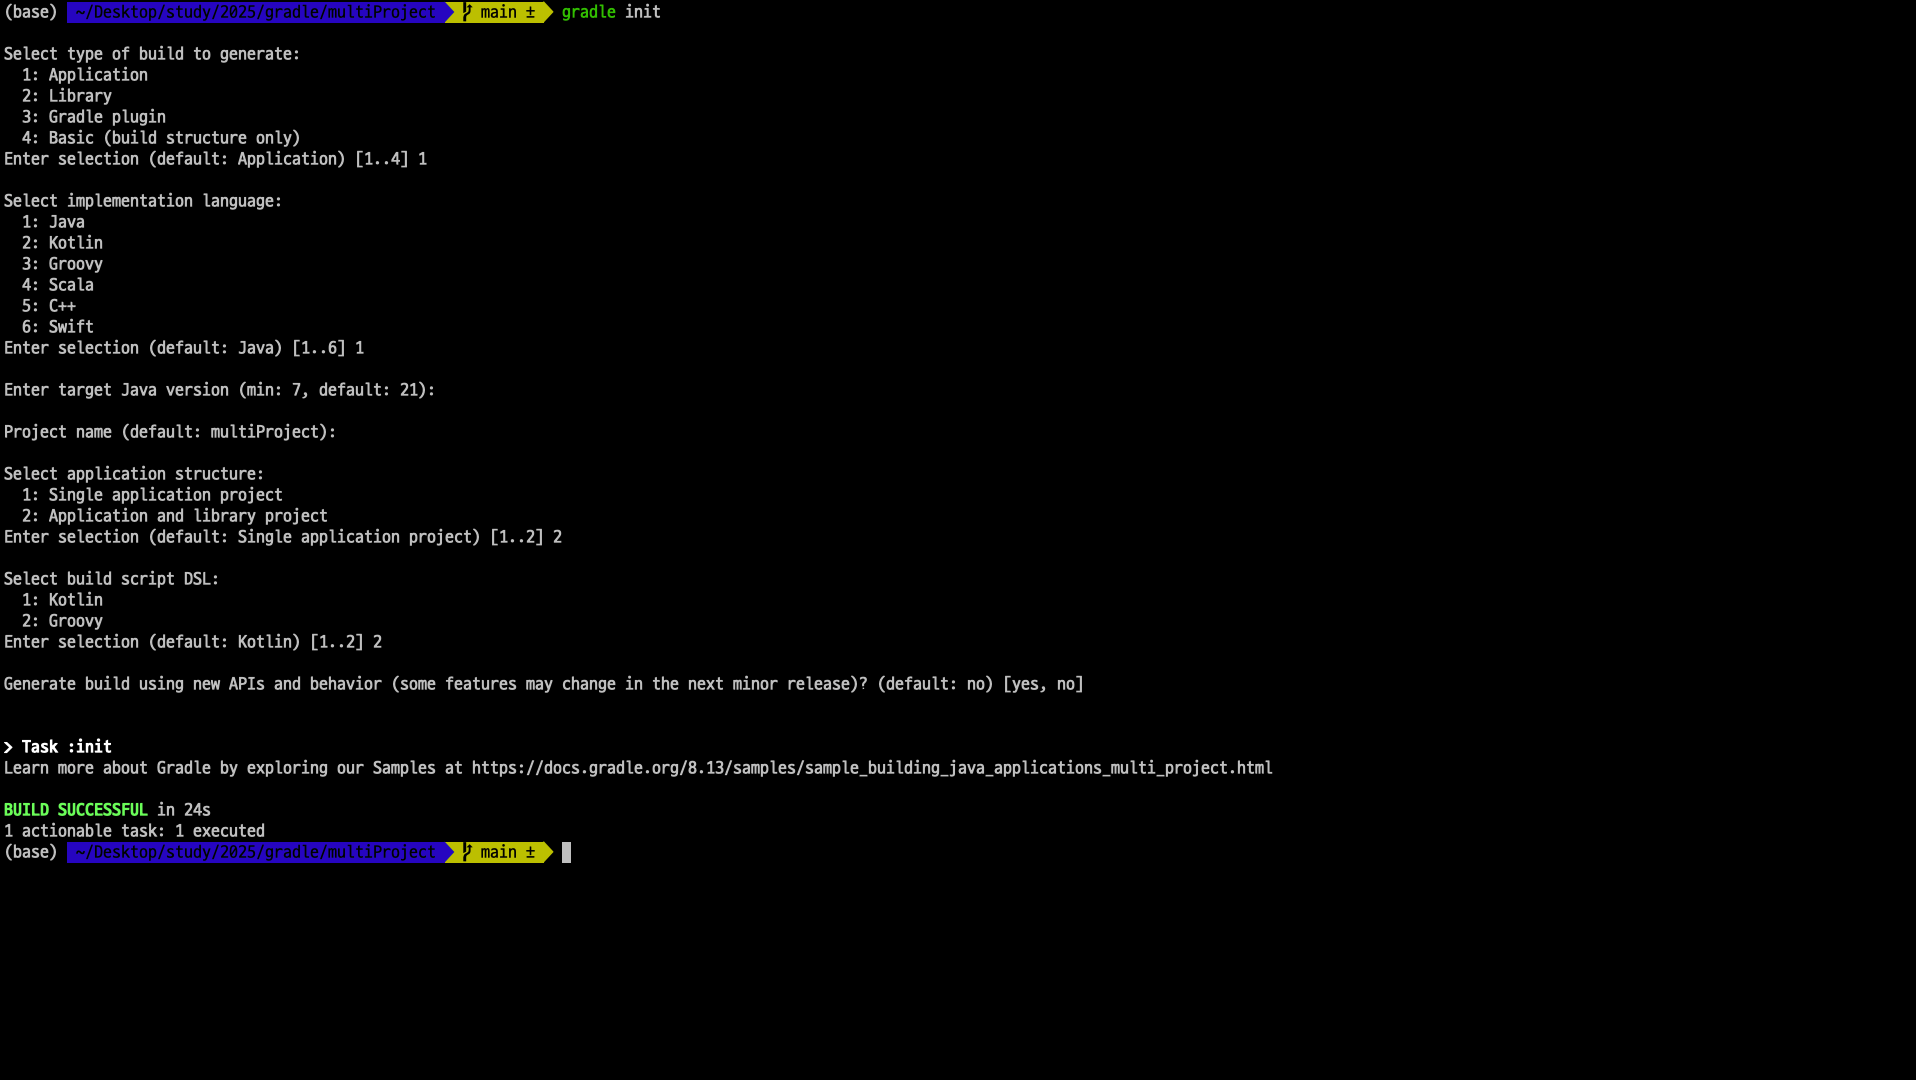 (base) ~/Desktop/study/2025/gradle/multiProject main ± gradle init
Select type of build to generate:
1: Application
2: Library
3: Gradle plugin
4: Basic (build structure only)
Enter selection (default: Application) [1..4] 1
Select implementation language:
1: Java
2: Kotlin
3: Groovy
4: Scala
5: C++
6: Swift
Enter selection (default: Java) [1..6] 1
Enter target Java version (min: 7, default: 21):
Project name (default: multiProject):
Select application structure:
1: Single application project
2: Application and library project
Enter selection (default: Single application project) [1..2] 2
Select build script DSL:
1: Kotlin
2: Groovy
Enter selection (default: Kotlin) [1..2] 2
Generate build using new APIs and behavior (some features may change in the next minor release)? (default: no) [yes, no]
> Task :init
Learn more about Gradle by exploring our Samples at https://docs.gradle.org/8.13/samples/sample_building_java_applications_multi_project.html
BUILD SUCCESSFUL in 24s
1 actionable task: 1 executed
(base) ~/Desktop/study/2025/gradle/multiProject main ±